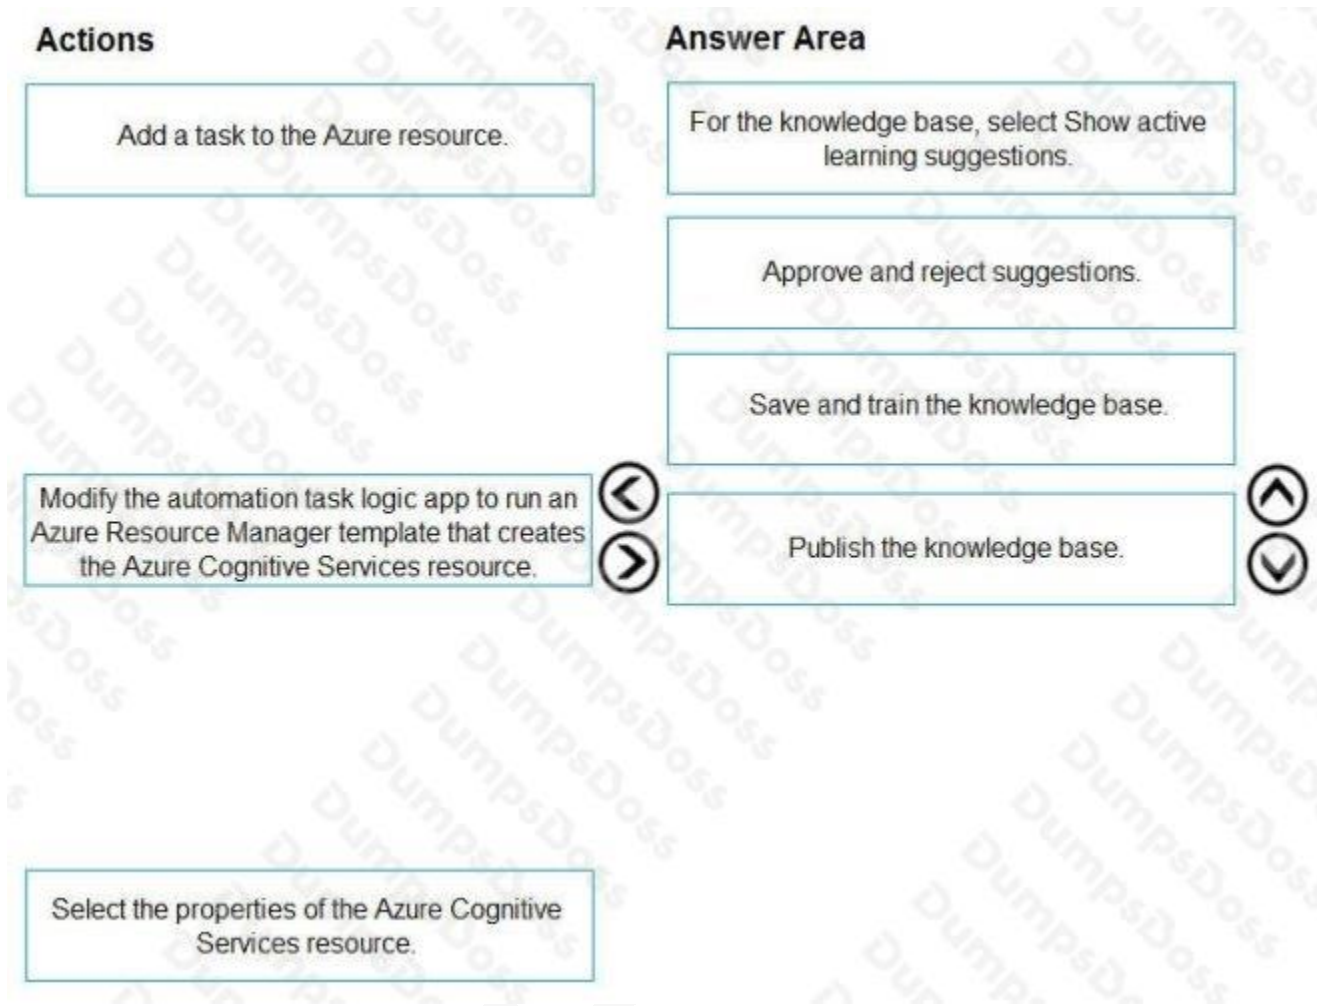 Actions
Answer Area
Add a task to the Azure resource.
For the knowledge base, select Show active
learning suggestions.
Approve and reject suggestions.
Save and train the knowledge base.
Modify the automation task logic app to run an
Azure Resource Manager template that creates
the Azure Cognitive Services resource.
Publish the knowledge base.
Select the properties of the Azure Cognitive
Services resource.
DumpsDoss